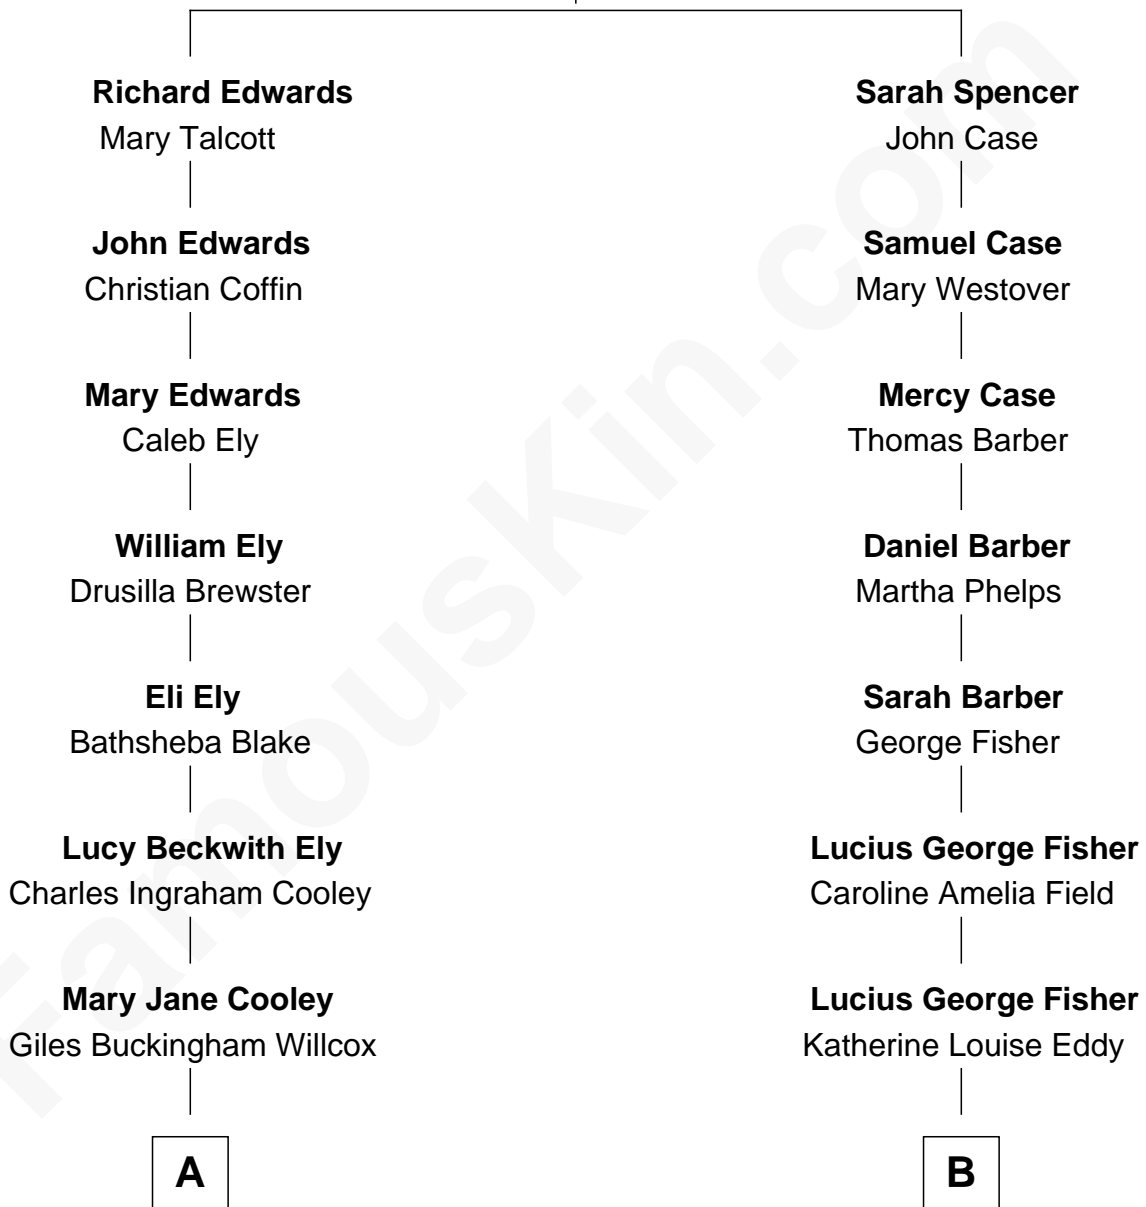 Richard Edwards
Mary Talcott
John Edwards
Christian Coffin
Mary Edwards
Caleb Ely
William Ely
Drusilla Brewster
Eli Ely
Bathsheba Blake
Lucy Beckwith Ely
Charles Ingraham Cooley
Mary Jane Cooley
Giles Buckingham Willcox
A
Sarah Spencer
John Case
Samuel Case
Mary Westover
Mercy Case
Thomas Barber
Daniel Barber
Martha Phelps
Sarah Barber
George Fisher
Lucius George Fisher
Caroline Amelia Field
Lucius George Fisher
Katherine Louise Eddy
B
FamousKin.com